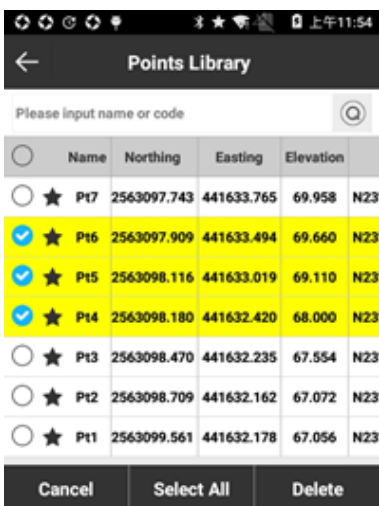 上午11:54
Points Library
Please input name or code
Name Northing Easting Elevation
Pt7 2563097.743 441633.765 69.958 N23
Pt6 2563097.909 441633.494 69.660 N23
Pt5 2563098.116 441633.019 69.110 N23
Pt4 2563098.180 441632.420 68.000 N23
Pt3 2563098.470 441632.235 67.554 N23
Pt2 2563098.709 441632.162 67.072 N23
Pt1 2563099.561 441632.178 67.056 N23
Cancel Select All Delete